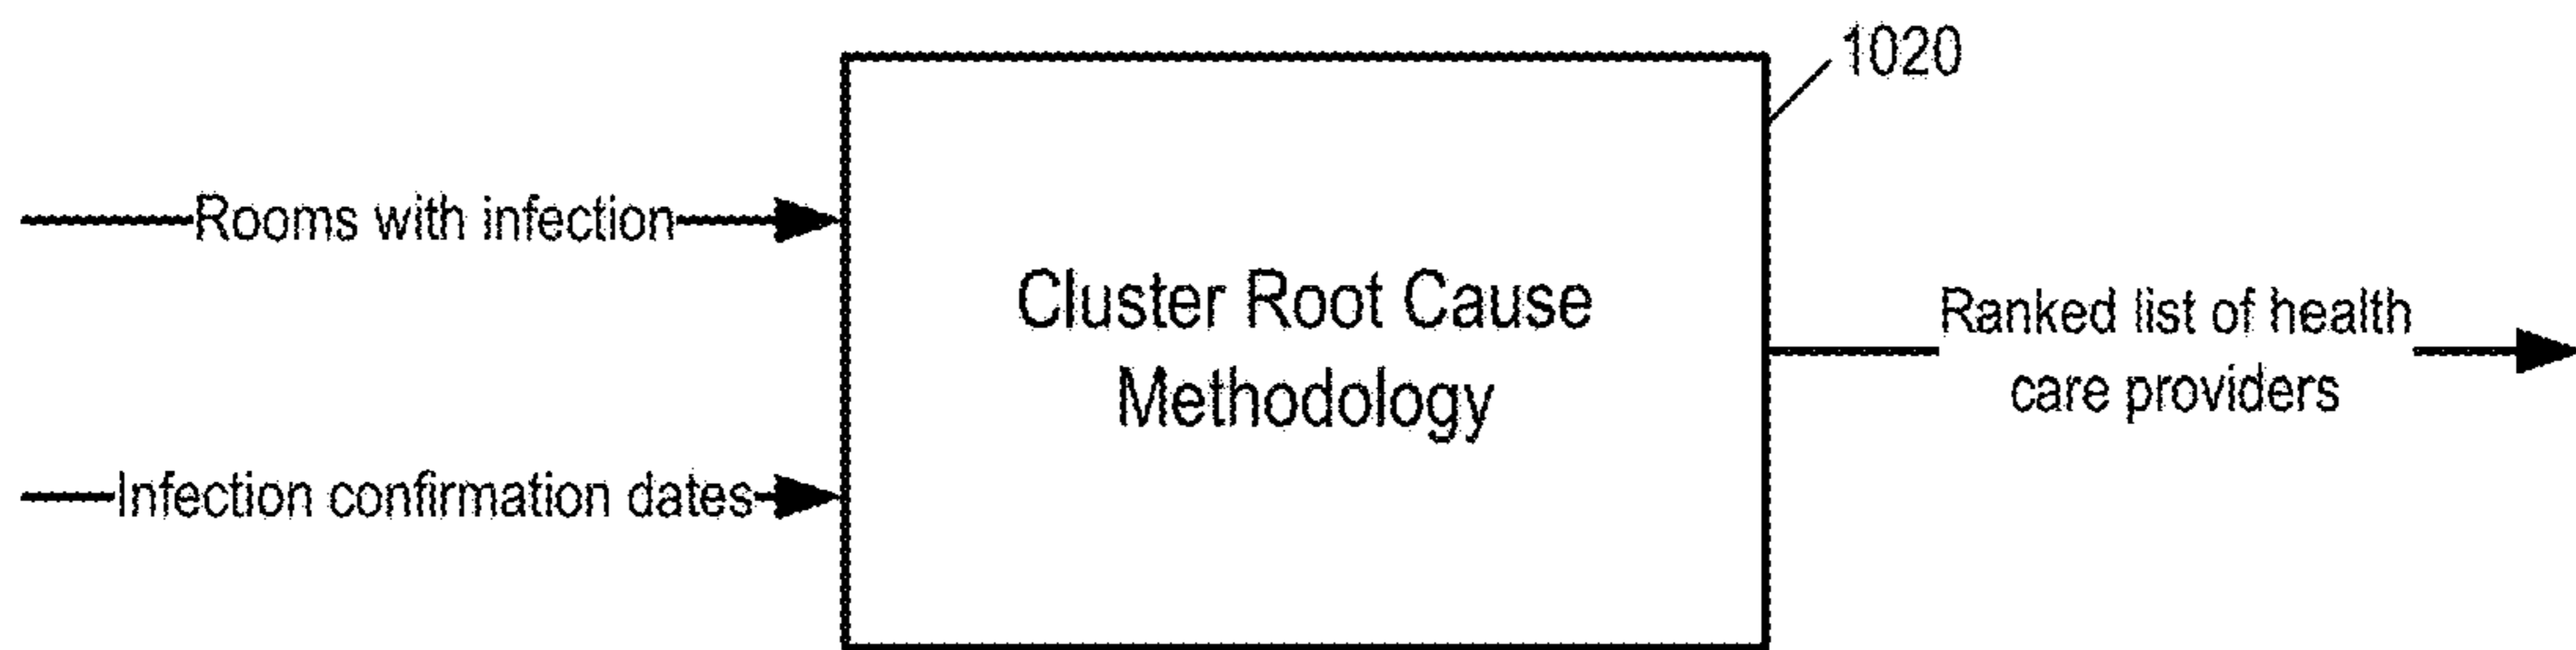 1020
Rooms with infection
Cluster Root Cause
Methodology
Ranked list of health
care providers
Infection confirmation dates